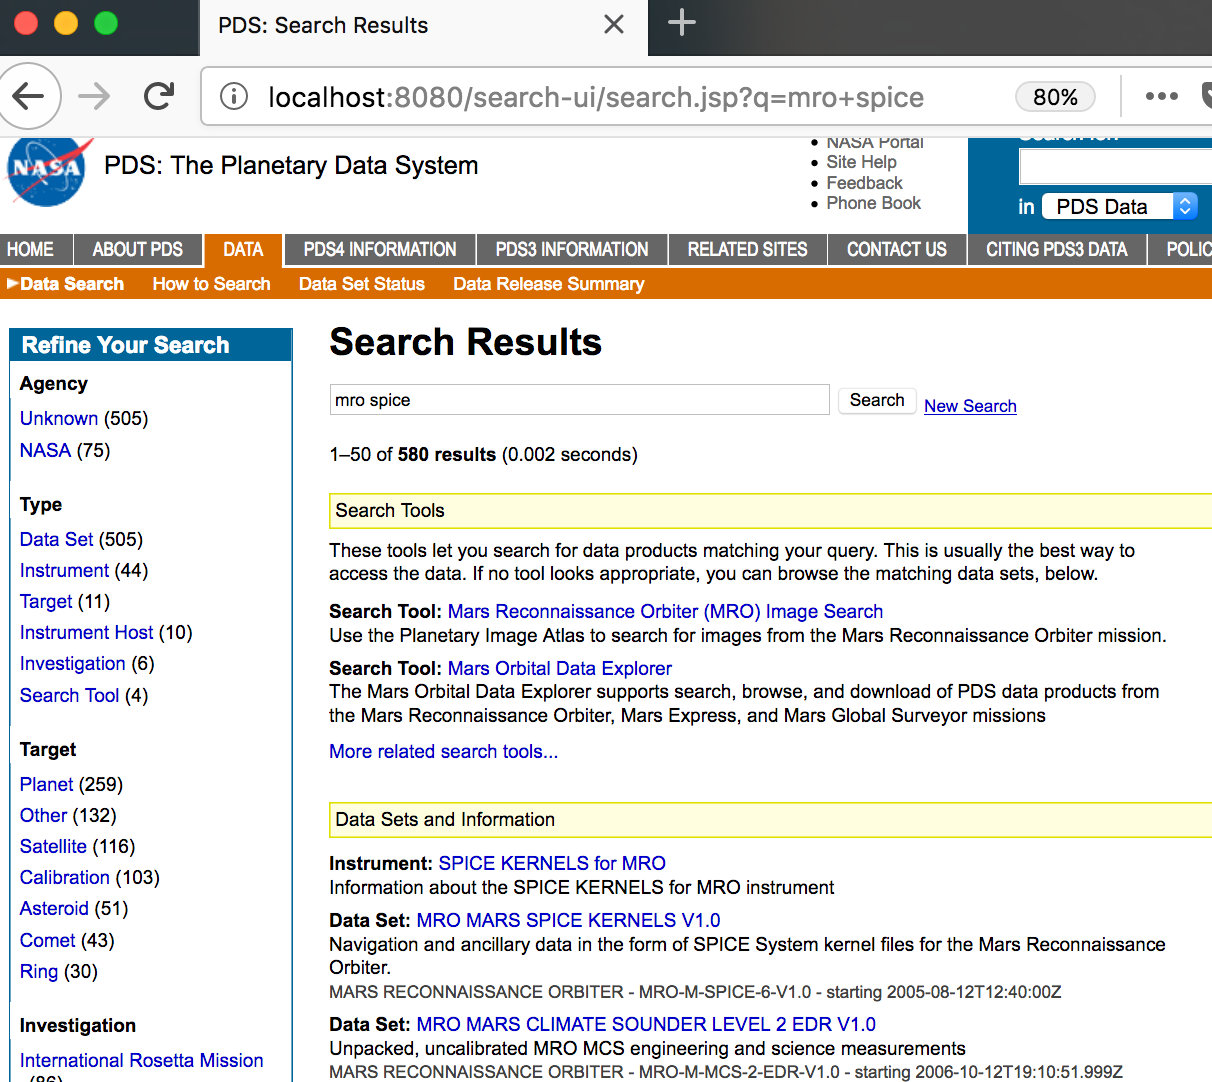 PDS: Search Results
localhost:8080/search-ui/search.jsp?q=mro+spice
80%
NASA
PDS: The Planetary Data System
NASA Portal
Site Help
Feedback
Phone Book
in PDS Data
HOME ABOUT PDS DATA PDS4 INFORMATION PDS3 INFORMATION RELATED SITES CONTACT US CITING PDS3 DATA POLIC
Data Search How to Search Data Set Status Data Release Summary
Refine Your Search
Agency
Unknown (505)
NASA (75)
Type
Data Set (505)
Instrument (44)
Target (11)
Instrument Host (10)
Investigation (6)
Search Tool (4)
Target
Planet (259)
Other (132)
Satellite (116)
Calibration (103)
Asteroid (51)
Comet (43)
Ring (30)
Investigation
International Rosetta Mission
Search Results
mro spice
Search New Search
1–50 of 580 results (0.002 seconds)
Search Tools
These tools let you search for data products matching your query. This is usually the best way to
access the data. If no tool looks appropriate, you can browse the matching data sets, below.
Search Tool: Mars Reconnaissance Orbiter (MRO) Image Search
Use the Planetary Image Atlas to search for images from the Mars Reconnaissance Orbiter mission.
Search Tool: Mars Orbital Data Explorer
The Mars Orbital Data Explorer supports search, browse, and download of PDS data products from
the Mars Reconnaissance Orbiter, Mars Express, and Mars Global Surveyor missions
More related search tools...
Data Sets and Information
Instrument: SPICE KERNELS for MRO
Information about the SPICE KERNELS for MRO instrument
Data Set: MRO MARS SPICE KERNELS V1.0
Navigation and ancillary data in the form of SPICE System kernel files for the Mars Reconnaissance
Orbiter.
MARS RECONNAISSANCE ORBITER - MRO-M-SPICE-6-V1.0 - starting 2005-08-12T12:40:00Z
Data Set: MRO MARS CLIMATE SOUNDER LEVEL 2 EDR V1.0
Unpacked, uncalibrated MRO MCS engineering and science measurements
MARS RECONNAISSANCE ORBITER - MRO-M-MCS-2-EDR-V1.0 - starting 2006-10-12T19:10:51.999Z